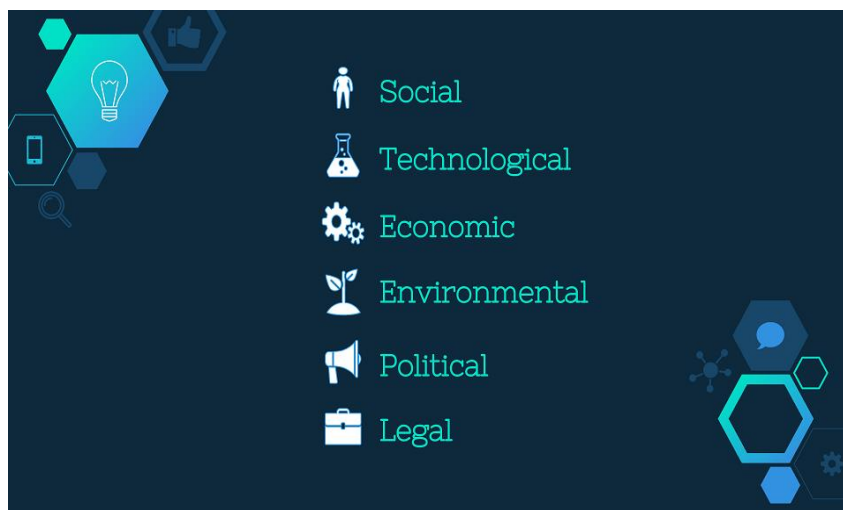 Social
Technological
Economic
Environmental
Political
Legal